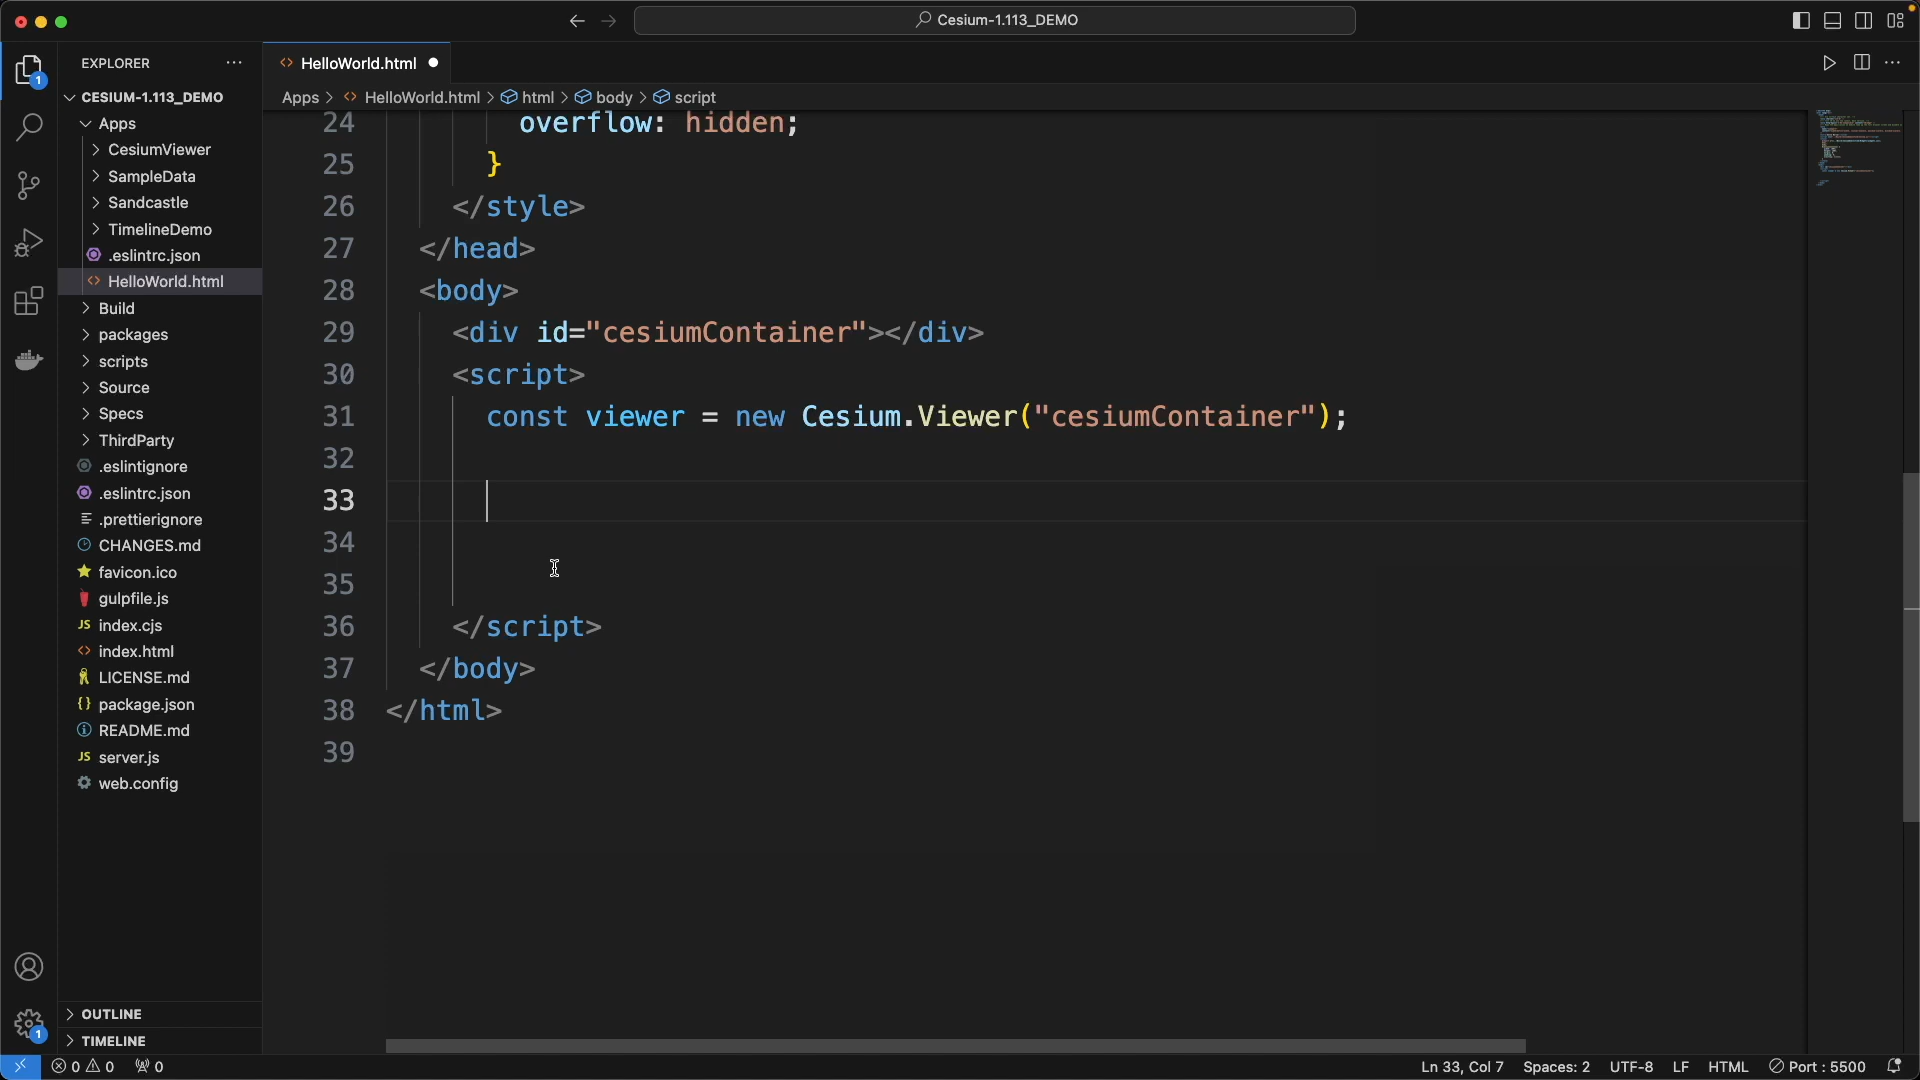 Cesium-1.113_DEMO
EXPLORER
HelloWorld.html
Apps > HelloWorld.html > html > body > script
CESIUM-1.113_DEMO
Apps
CesiumViewer
SampleData
Sandcastle
TimelineDemo
.eslintrc.json
HelloWorld.html
Build
packages
scripts
Source
Specs
ThirdParty
.eslintignore
.eslintrc.json
.prettierignore
CHANGES.md
favicon.ico
gulpfile.js
JS index.cjs
index.html
LICENSE.md
{} package.json
README.md
JS server.js
web.config
OUTLINE
TIMELINE
1
1
24 overflow: hidden;
25 }
26 </style>
27 </head>
28 <body>
29 <div id="cesiumContainer"></div>
30 <script>
31 const viewer = new Cesium.Viewer("cesiumContainer");
32
33
34
35
36 </script>
37 </body>
38 </html>
39
0 0 0 Ln 33, Col 7 Spaces: 2 UTF-8 LF HTML Port : 5500